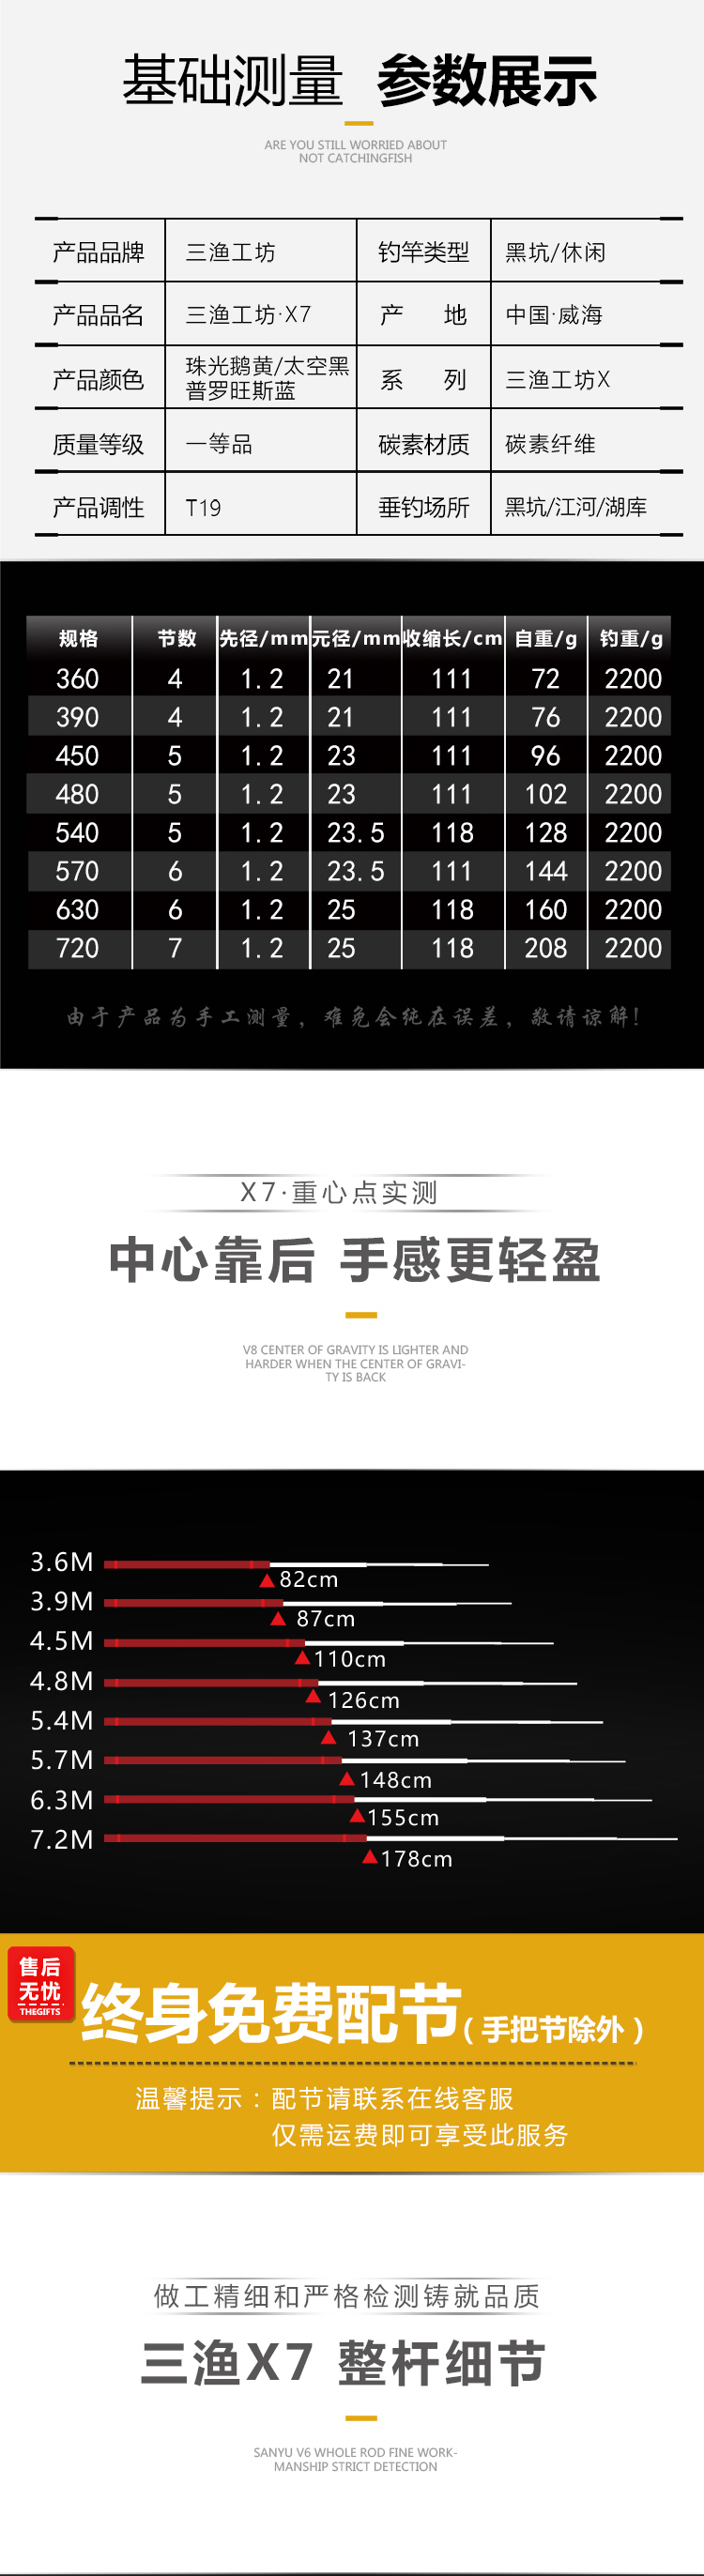 基础测量 参数展示
ARE YOU STILL WORRIED ABOUT
NOT CATCHINGFISH
产品品牌 三渔工坊 钓竿类型 黑坑/休闲
产品品名 三渔工坊·X7 产 地 中国·威海
产品颜色 珠光鹅黄/太空黑 普罗旺斯蓝 系 列 三渔工坊X
质量等级 一等品 碳素材质 碳素纤维
产品调性 T19 垂钓场所 黑坑/江河/湖库
规格 节数 先径/mm 元径/mm 收缩长/cm 自重/g 钓重/g
360 4 1.2 21 111 72 2200
390 4 1.2 21 111 76 2200
450 5 1.2 23 111 96 2200
480 5 1.2 23 111 102 2200
540 5 1.2 23.5 118 128 2200
570 6 1.2 23.5 111 144 2200
630 6 1.2 25 118 160 2200
720 7 1.2 25 118 208 2200
由于产品为手工测量，难免会纯在误差，敬请谅解!
X7·重心点实测
中心靠后 手感更轻盈
V8 CENTER OF GRAVITY IS LIGHTER AND
HARDER WHEN THE CENTER OF GRAVI-
TY IS BACK
3.6M
82cm
3.9M
87cm
4.5M
110cm
4.8M
126cm
5.4M
137cm
5.7M
148cm
6.3M
155cm
7.2M
178cm
售后
无忧
THEGIFTS
终身免费配节(手把节除外)
温馨提示:配节请联系在线客服
仅需运费即可享受此服务
做工精细和严格检测铸就品质
三渔X7 整杆细节
SANYU V6 WHOLE ROD FINE WORK-
MANSHIP STRICT DETECTION